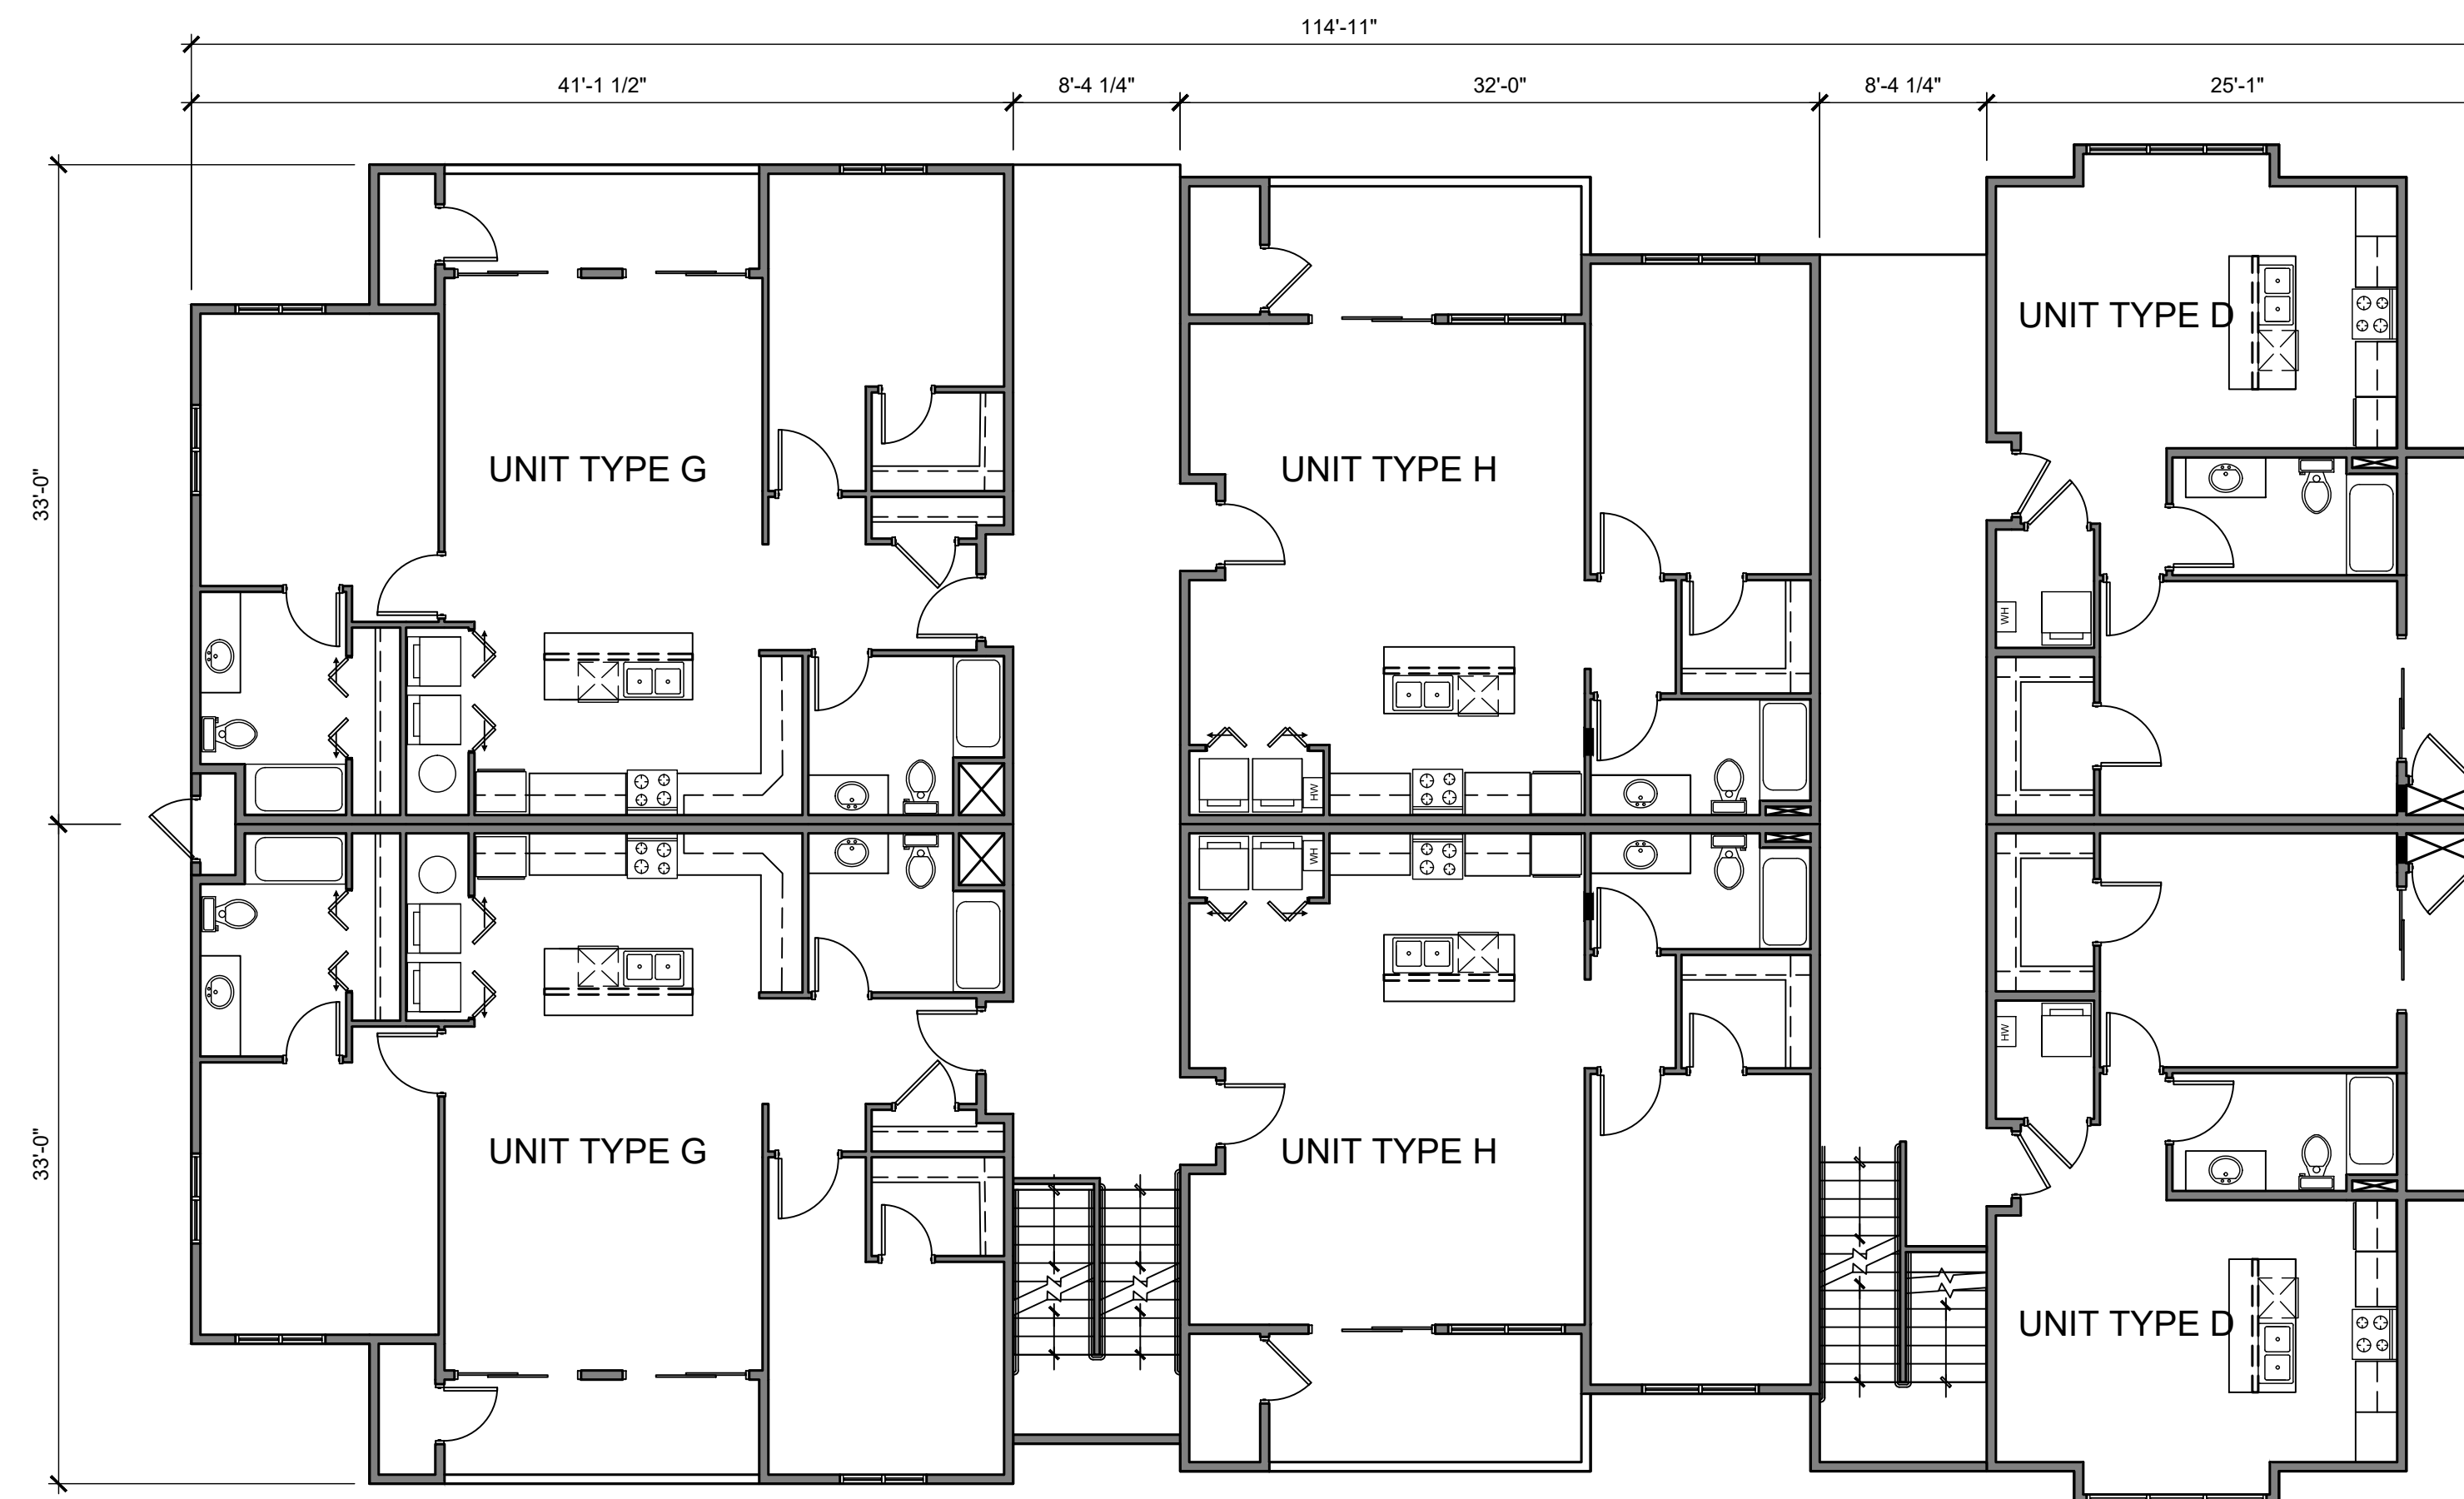 114'-11"
41'-1 1/2"
8'-4 1/4"
32'-0"
8'-4 1/4"
25'-1"
UNIT TYPE D
33'-0"
UNIT TYPE G
UNIT TYPE H
WH
HW
WH
HW
33'-0"
UNIT TYPE G
UNIT TYPE H
UNIT TYPE D